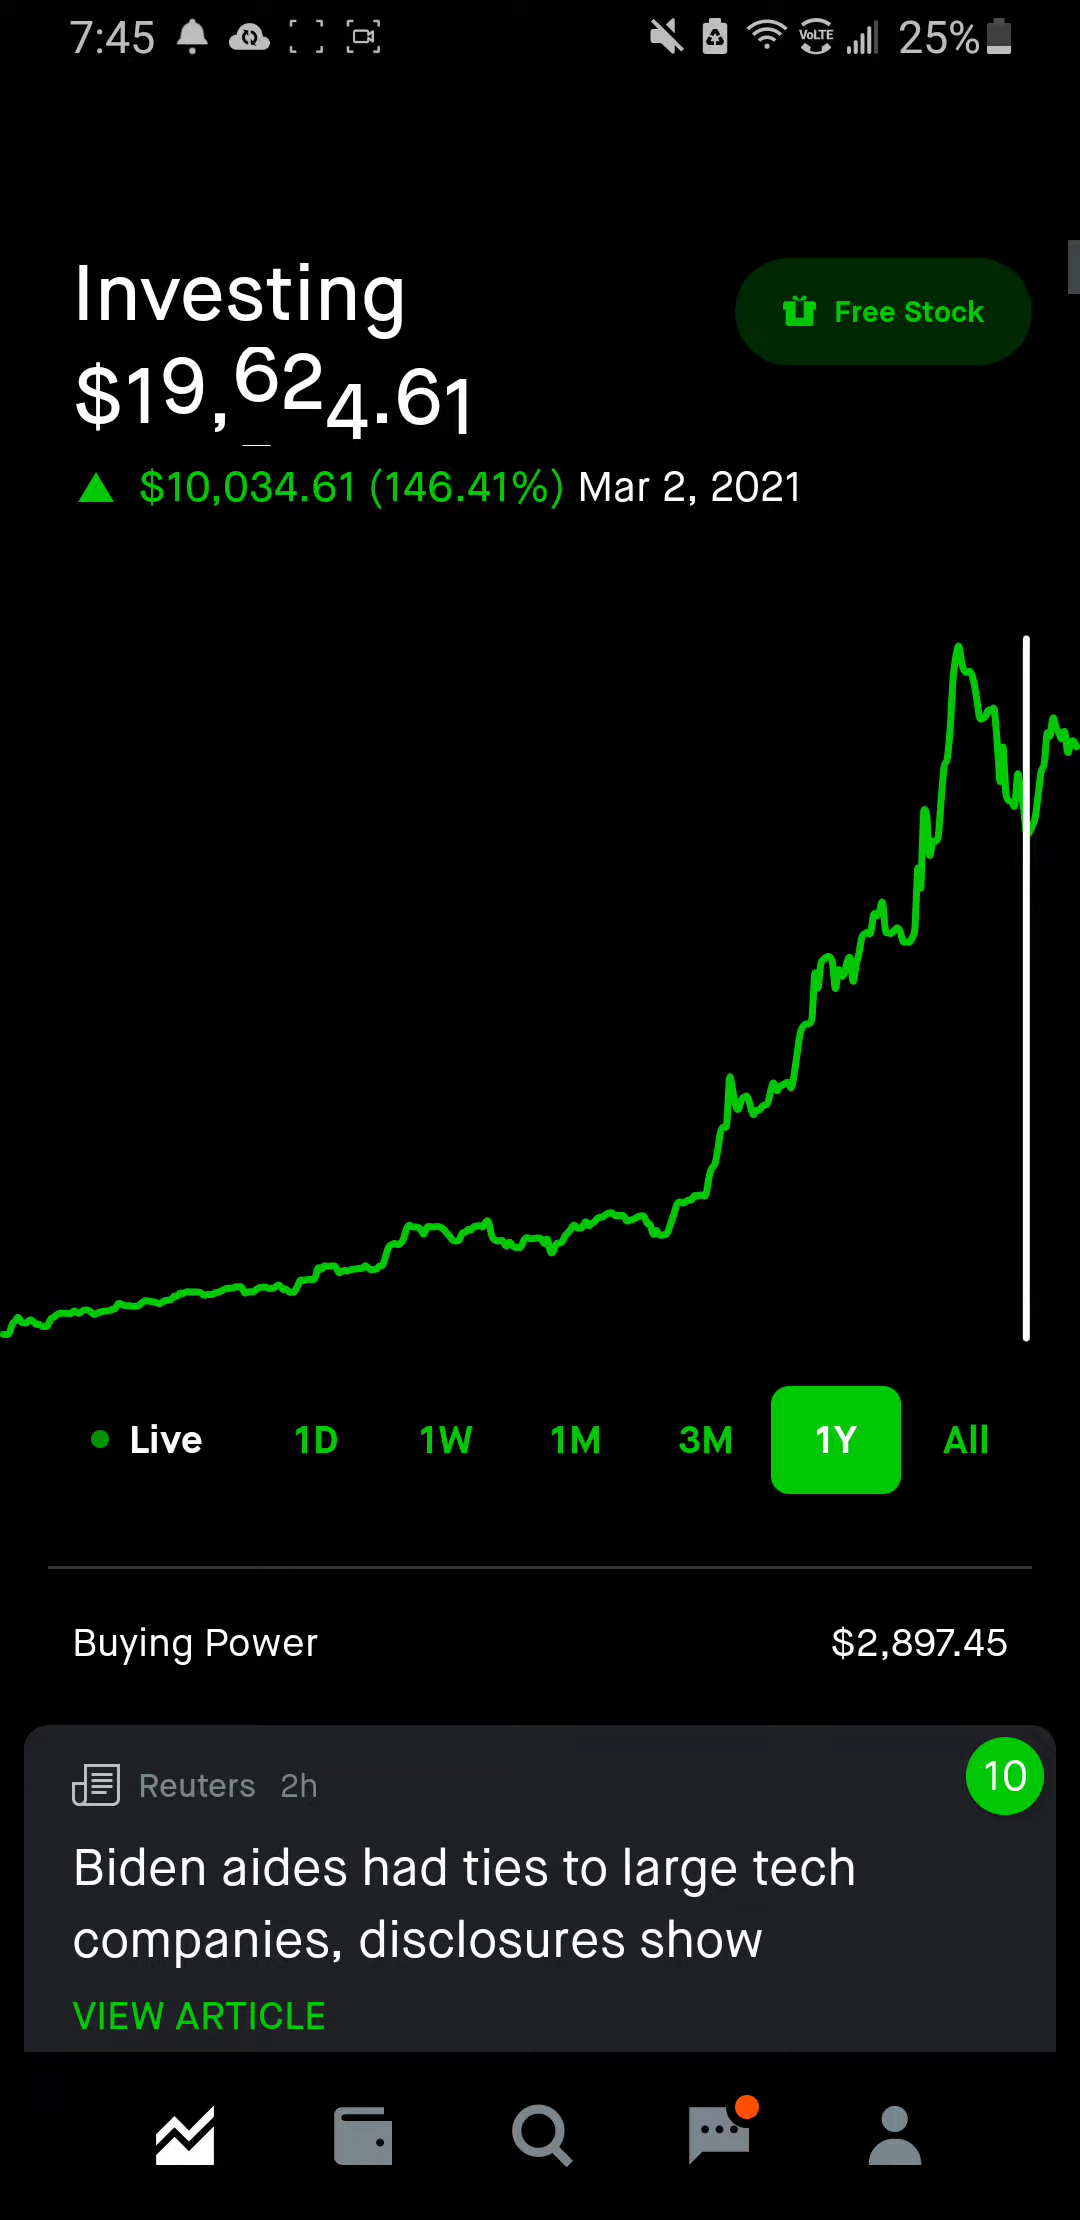 7:45
VoLTE
25%
Investing
Free Stock
$19,624.61
$10,034.61 (146.41%) Mar 2, 2021
Live 1D 1W 1M 3M 1Y All
Buying Power $2,897.45
Reuters 2h
10
Biden aides had ties to large tech
companies, disclosures show
VIEW ARTICLE